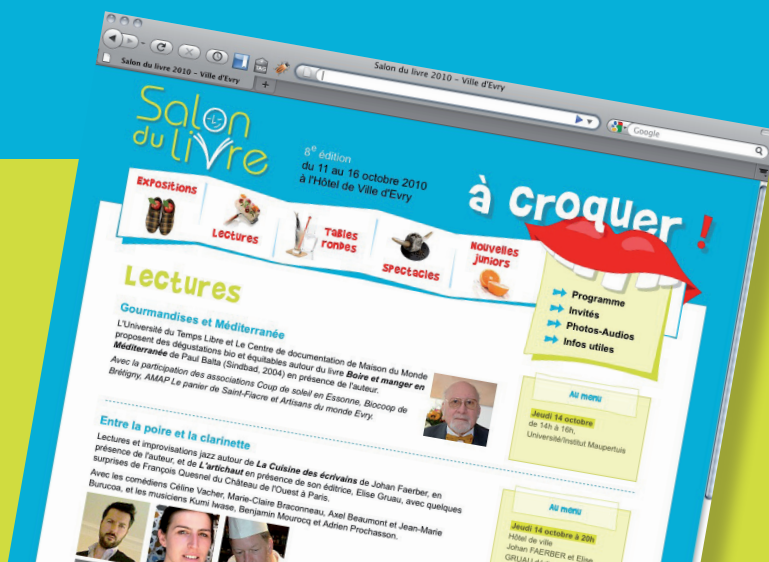 Salon du livre 2010 – Ville d'Evry
Salon du livre 2010 – Ville d'Evry
Google
Salon
du livre
8e édition
du 11 au 16 octobre 2010
à l'Hôtel de Ville d'Evry
à croquer !
Expositions
Lectures
Tables
rondes
Spectacles
Nouvelles
juniors
Programme
Invités
Photos-Audios
Infos utiles
Lectures
Gourmandises et Méditerranée
L'Université du Temps Libre et Le Centre de documentation de Maison du Monde
proposent des dégustations bio et équitables autour du livre Boire et manger en
Méditerranée de Paul Balta (Sindbad, 2004) en présence de l'auteur.
Avec la participation des associations Coup de soleil en Essonne, Biocoop de
Brétigny, AMAP Le panier de Saint-Fiacre et Artisans du monde Evry.
Au menu
Jeudi 14 octobre
de 14h à 16h,
Université/Institut Maupertuis
Entre la poire et la clarinette
Lectures et improvisations jazz autour de La Cuisine des écrivains de Johan Faerber, en
présence de l'auteur, et de L'artichaut en présence de son éditrice, Elise Gruau, avec quelques
surprises de François Quesnel du Château de l'Ouest à Paris.
Avec les comédiens Céline Vacher, Marie-Claire Braconneau, Axel Beaumont et Jean-Marie
Burucoa, et les musiciens Kumi Iwase, Benjamin Mourocq et Adrien Prochasson.
Au menu
Jeudi 14 octobre à 20h
Hôtel de ville
Johan FAERBER et Elise
GRUAU